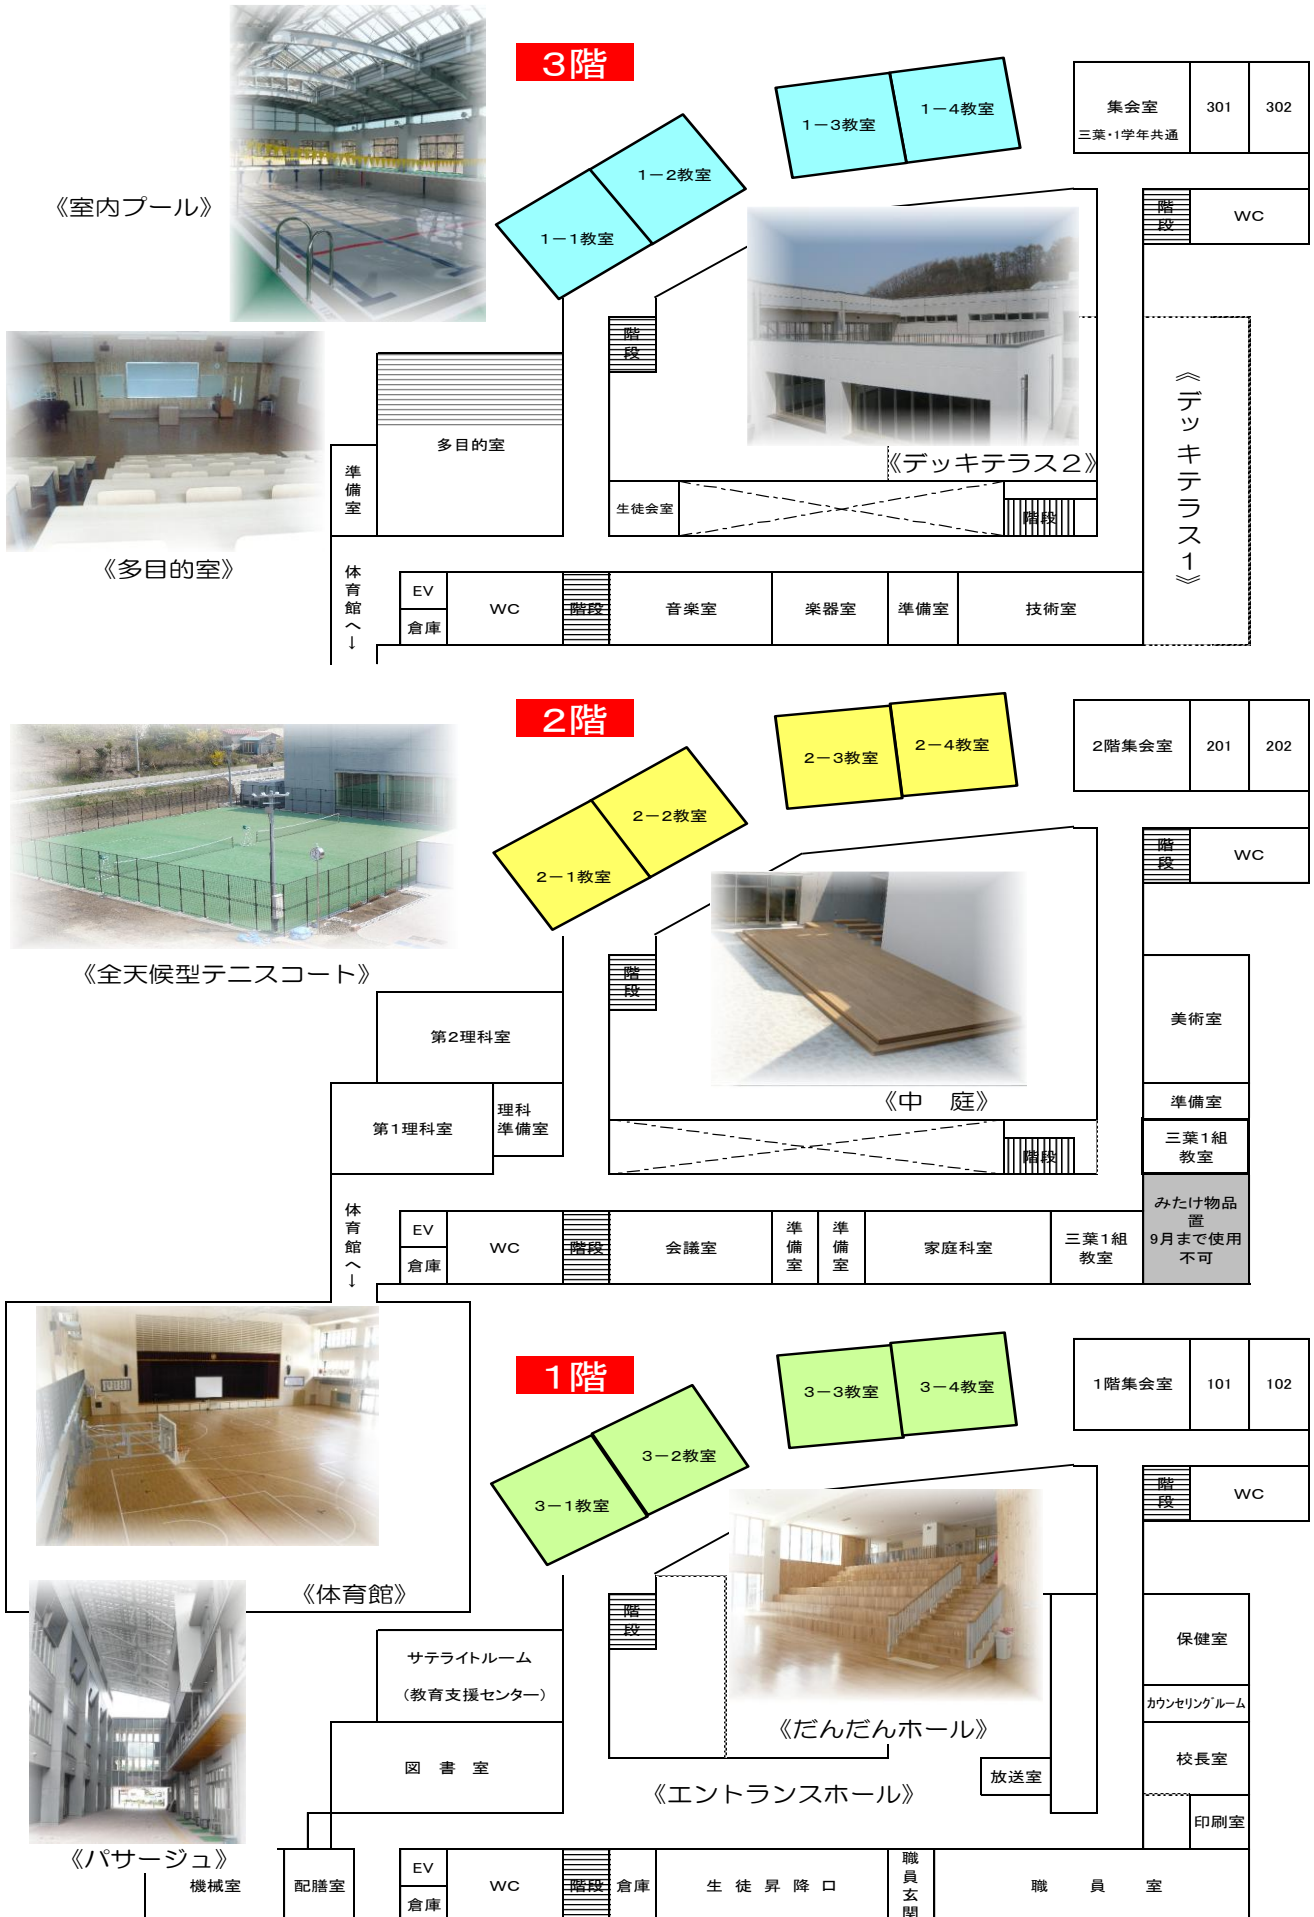 3階
1－3教室
1－4教室
集会室
三葉・1学年共通
301
302
1－1教室
1－2教室
《室内プール》
階段
WC
階段
《デッキテラス1》
多目的室
準備室
《デッキテラス2》
生徒会室
階段
《多目的室》
体育館へ↓
EV
倉庫
WC
階段
音楽室
楽器室
準備室
技術室
2階
2－3教室
2－4教室
2階集会室
201
202
2－1教室
2－2教室
階段
WC
《全天候型テニスコート》
階段
第2理科室
美術室
《中　庭》
準備室
第1理科室
理科
準備室
三葉1組
教室
階段
体育館へ↓
EV
倉庫
WC
階段
会議室
準備室
準備室
家庭科室
三葉1組
教室
みたけ物品
置
9月まで使用
不可
1階
3－3教室
3－4教室
1階集会室
101
102
3－1教室
3－2教室
階段
WC
《体育館》
階段
サテライトルーム
（教育支援センター）
保健室
カウンセリングルーム
《だんだんホール》
図　書　室
校長室
放送室
《エントランスホール》
印刷室
《パサージュ》
機械室
配膳室
EV
倉庫
WC
階段
倉庫
生徒昇降口
職員玄関
職　員　室